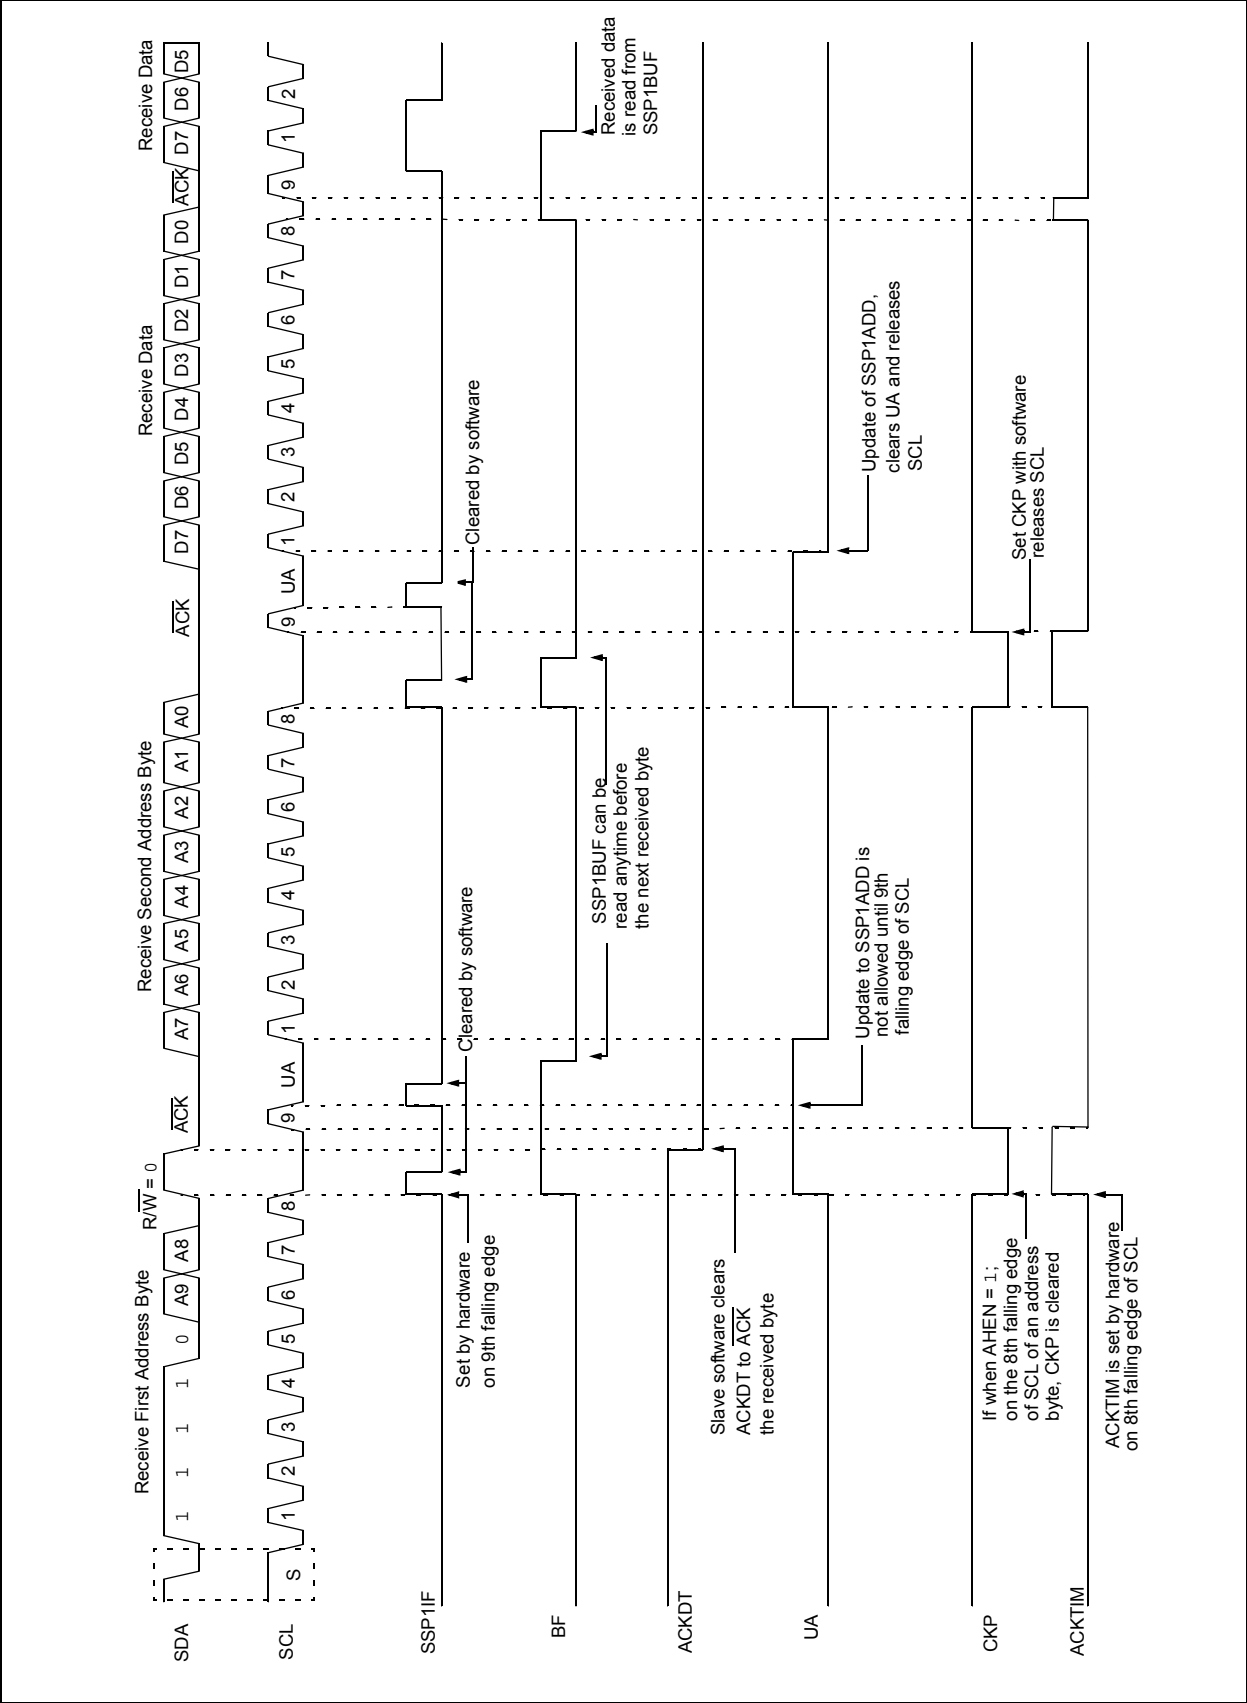 Receive First Address Byte
R/W = 0
Receive Second Address Byte
Receive Data
Receive Data
SDA
1 1 1 1 0 A9 A8 ACK A7 A6 A5 A4 A3 A2 A1 A0 ACK D7 D6 D5 D4 D3 D2 D1 D0 ACK D7 D6 D5
SCL
S 1 2 3 4 5 6 7 8 9 UA 1 2 3 4 5 6 7 8 9 UA 1 2 3 4 5 6 7 8 9 1 2
SSP1IF
Set by hardware
on 9th falling edge
Cleared by software
Cleared by software
BF
SSP1BUF can be
read anytime before
the next received byte
Received data
is read from
SSP1BUF
ACKDT
Slave software clears
ACKDT to ACK
the received byte
UA
Update to SSP1ADD is
not allowed until 9th
falling edge of SCL
Update of SSP1ADD,
clears UA and releases
SCL
CKP
If when AHEN = 1;
on the 8th falling edge
of SCL of an address
byte, CKP is cleared
Set CKP with software
releases SCL
ACKTIM
ACKTIM is set by hardware
on 8th falling edge of SCL